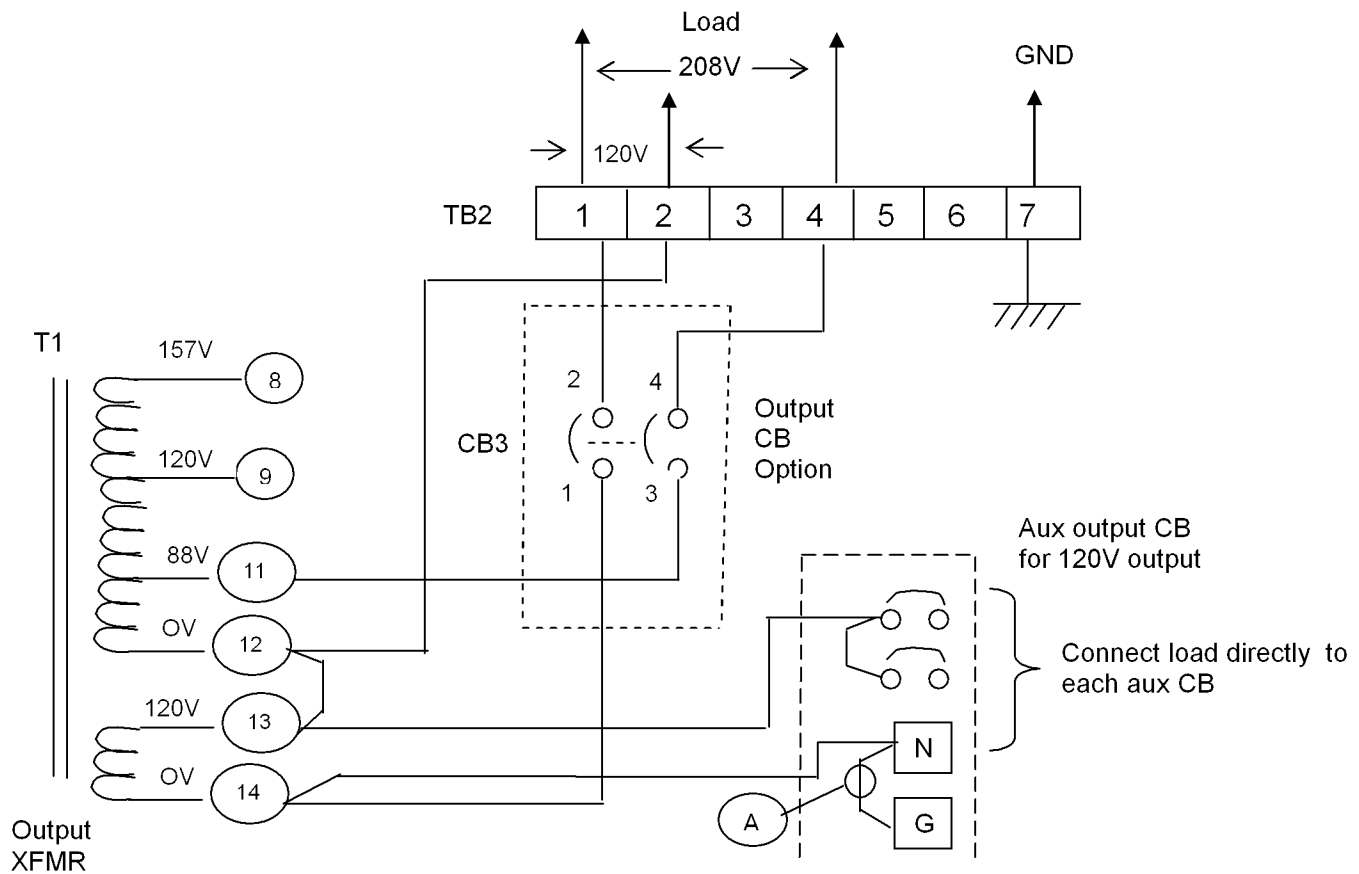 Load
208V
GND
120V
TB2
1 2 3 4 5 6 7
T1
157V
8
2 4
Output
CB
Option
CB3
120V
9
1 3
88V
11
Aux output CB
for 120V output
OV
12
Connect load directly to
each aux CB
120V
13
N
OV
14
A
G
Output
XFMR